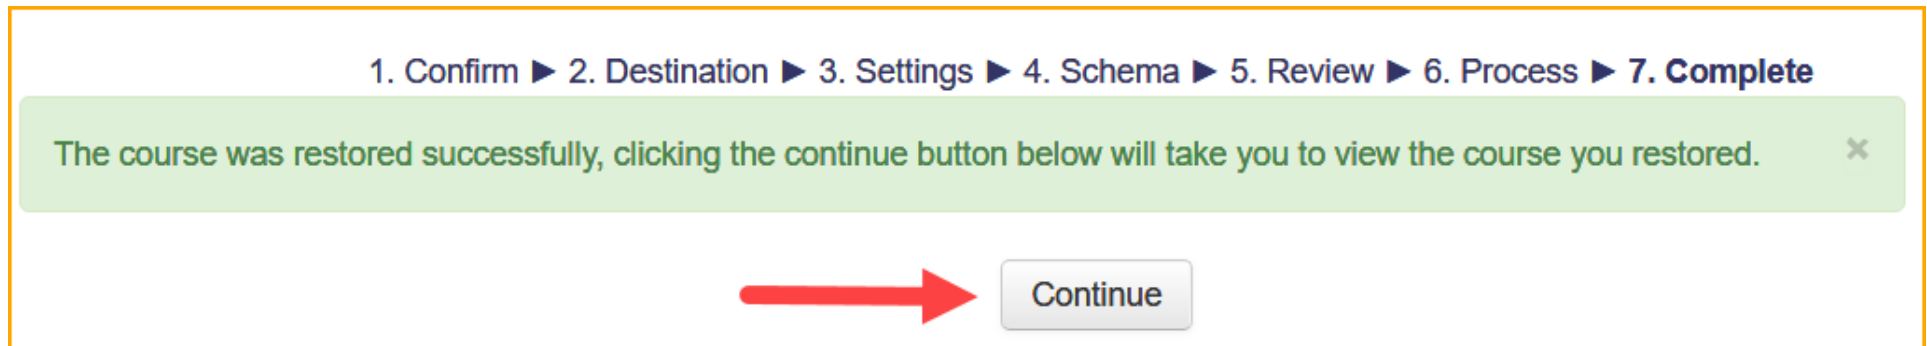 1. Confirm ► 2. Destination ► 3. Settings ► 4. Schema ► 5. Review ► 6. Process ► 7. Complete
The course was restored successfully, clicking the continue button below will take you to view the course you restored. ×
Continue